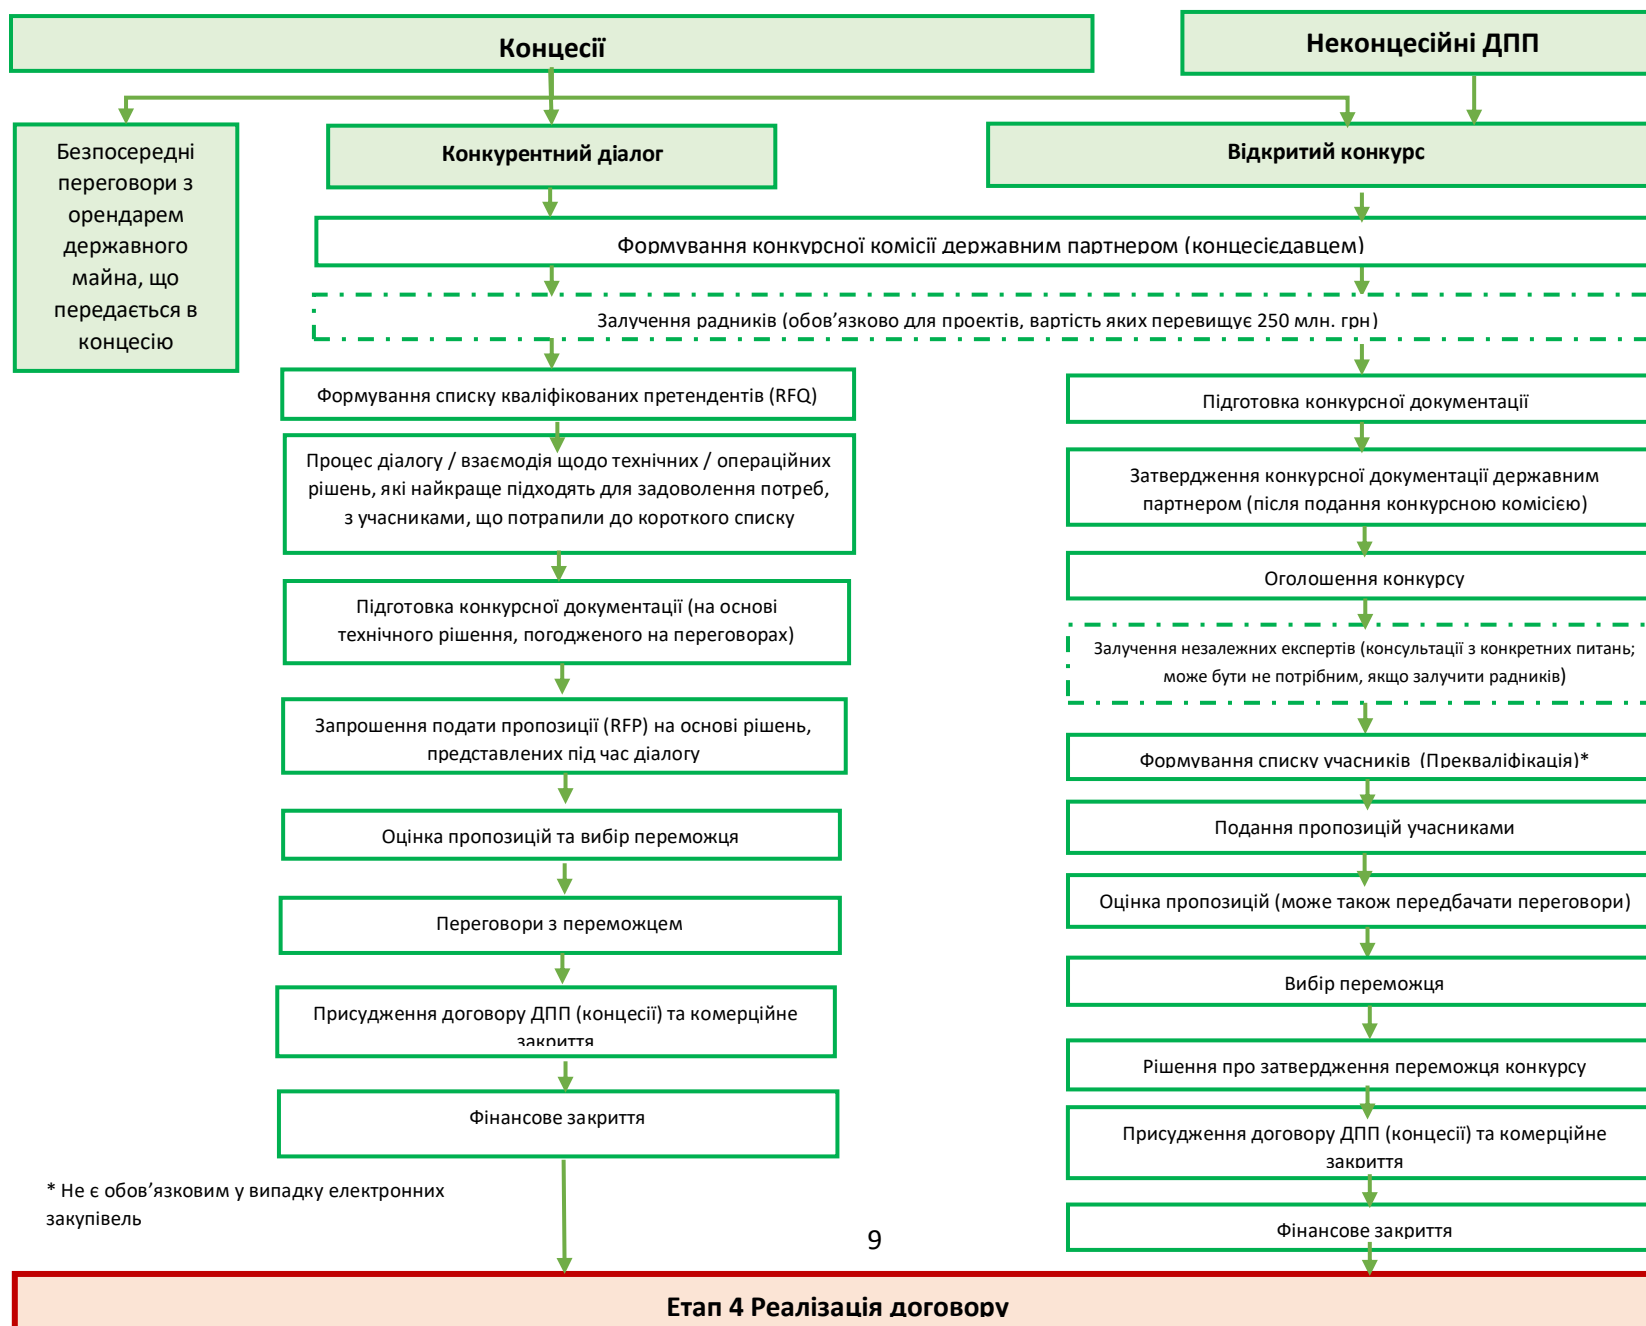 Концесії
Неконцесійні ДПП
Безпосередні
переговори з
орендарем
державного
майна, що
передається в
концесію
Конкурентний діалог
Відкритий конкурс
Формування конкурсної комісії державним партнером (концесієдавцем)
Залучення радників (обов’язково для проектів, вартість яких перевищує 250 млн. грн)
Формування списку кваліфікованих претендентів (RFQ)
Процес діалогу / взаємодія щодо технічних / операційних
рішень, які найкраще підходять для задоволення потреб,
з учасниками, що потрапили до короткого списку
Підготовка конкурсної документації (на основі
технічного рішення, погодженого на переговорах)
Запрошення подати пропозиції (RFP) на основі рішень,
представлених під час діалогу
Оцінка пропозицій та вибір переможця
Переговори з переможцем
Присудження договору ДПП (концесії) та комерційне
закриття
Фінансове закриття
Підготовка конкурсної документації
Затвердження конкурсної документації державним
партнером (після подання конкурсною комісією)
Оголошення конкурсу
Залучення незалежних експертів (консультації з конкретних питань;
може бути не потрібним, якщо залучити радників)
Формування списку учасників (Прекваліфікація)*
Подання пропозицій учасниками
Оцінка пропозицій (може також передбачати переговори)
Вибір переможця
Рішення про затвердження переможця конкурсу
Присудження договору ДПП (концесії) та комерційне
закриття
Фінансове закриття
* Не є обов’язковим у випадку електронних
закупівель
9
Етап 4 Реалізація договору